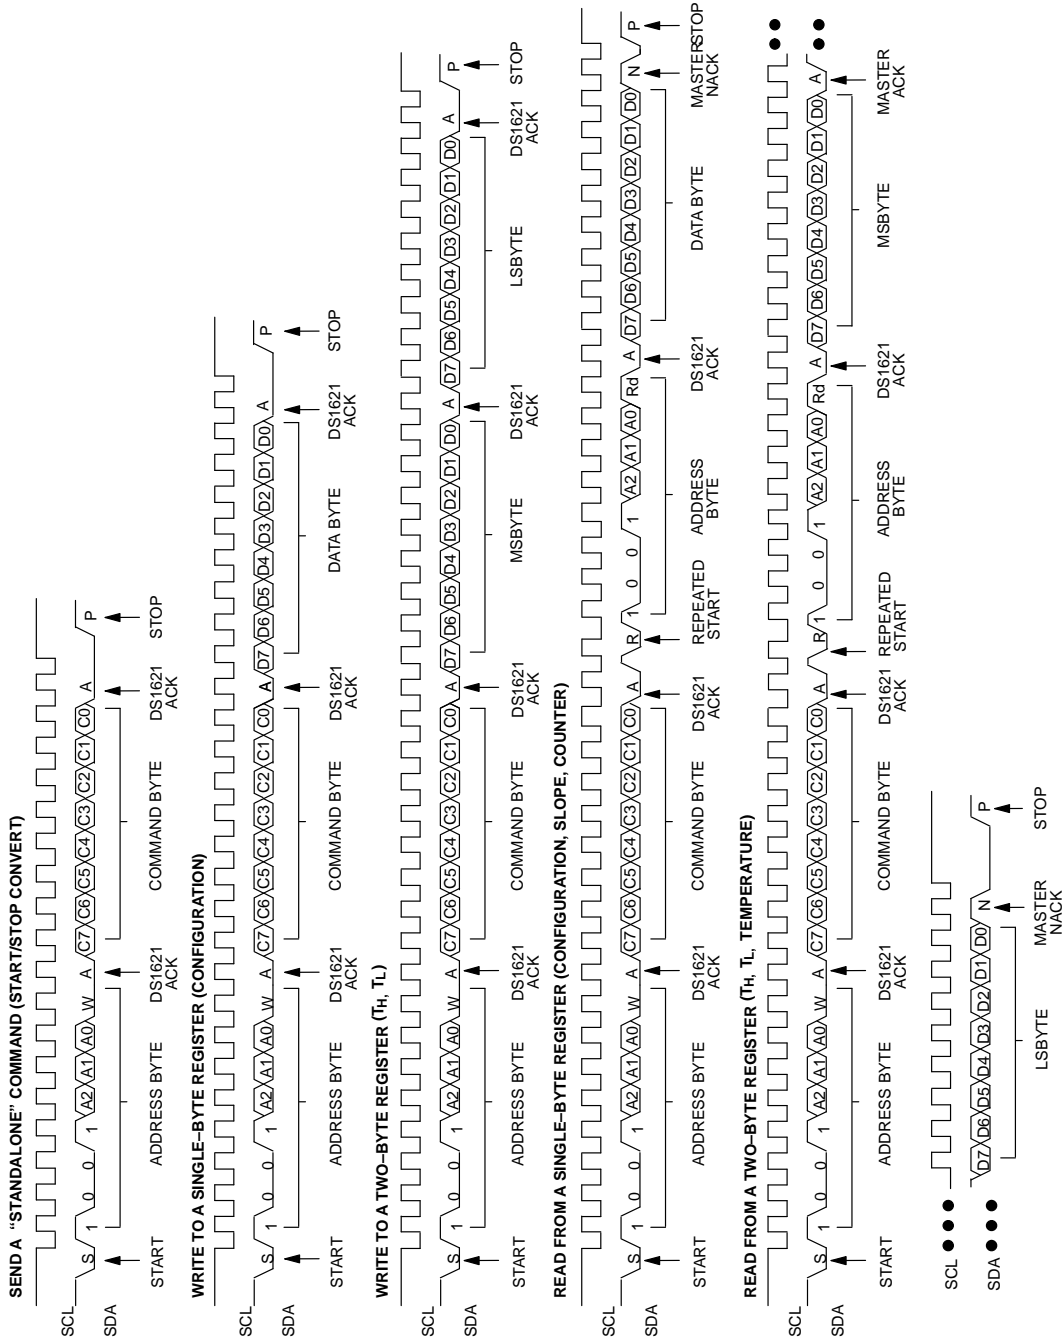 SEND A “STANDALONE” COMMAND (START/STOP CONVERT)
SCL
SDA
S 1 0 0 1 A2 A1 A0 W A C7 C6 C5 C4 C3 C2 C1 C0 A P
START
ADDRESS BYTE
DS1621 ACK
COMMAND BYTE
DS1621 ACK
STOP
WRITE TO A SINGLE–BYTE REGISTER (CONFIGURATION)
SCL
SDA
S 1 0 0 1 A2 A1 A0 W A C7 C6 C5 C4 C3 C2 C1 C0 A D7 D6 D5 D4 D3 D2 D1 D0 A P
START
ADDRESS BYTE
DS1621 ACK
COMMAND BYTE
DS1621 ACK
DATA BYTE
DS1621 ACK
STOP
WRITE TO A TWO–BYTE REGISTER (TH, TL)
SCL
SDA
S 1 0 0 1 A2 A1 A0 W A C7 C6 C5 C4 C3 C2 C1 C0 A D7 D6 D5 D4 D3 D2 D1 D0 A D7 D6 D5 D4 D3 D2 D1 D0 A P
START
ADDRESS BYTE
DS1621 ACK
COMMAND BYTE
DS1621 ACK
MSBYTE
DS1621 ACK
LSBYTE
DS1621 ACK
STOP
READ FROM A SINGLE–BYTE REGISTER (CONFIGURATION, SLOPE, COUNTER)
SCL
SDA
S 1 0 0 1 A2 A1 A0 W A C7 C6 C5 C4 C3 C2 C1 C0 A R 1 0 0 1 A2 A1 A0 Rd A D7 D6 D5 D4 D3 D2 D1 D0 N P
START
ADDRESS BYTE
DS1621 ACK
COMMAND BYTE
DS1621 ACK
REPEATED START
ADDRESS BYTE
DS1621 ACK
DATA BYTE
MASTER NACK
STOP
READ FROM A TWO–BYTE REGISTER (TH, TL, TEMPERATURE)
SCL
SDA
S 1 0 0 1 A2 A1 A0 W A C7 C6 C5 C4 C3 C2 C1 C0 A R 1 0 0 1 A2 A1 A0 Rd A D7 D6 D5 D4 D3 D2 D1 D0 A
START
ADDRESS BYTE
DS1621 ACK
COMMAND BYTE
DS1621 ACK
REPEATED START
ADDRESS BYTE
DS1621 ACK
MSBYTE
MASTER ACK
SCL
SDA
D7 D6 D5 D4 D3 D2 D1 D0 N P
LSBYTE
MASTER NACK
STOP